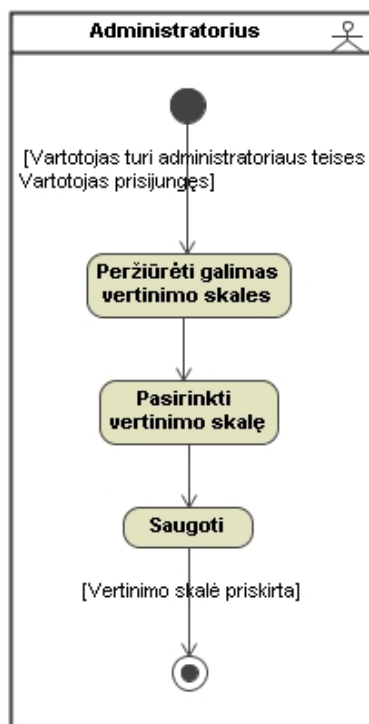 Administratorius
[Vartotojas turi administratoriaus teises
Vartotojas prisijungęs]
Peržiūrėti galimas
vertinimo skales
Pasirinkti
vertinimo skalę
Saugoti
[Vertinimo skalė priskirta]